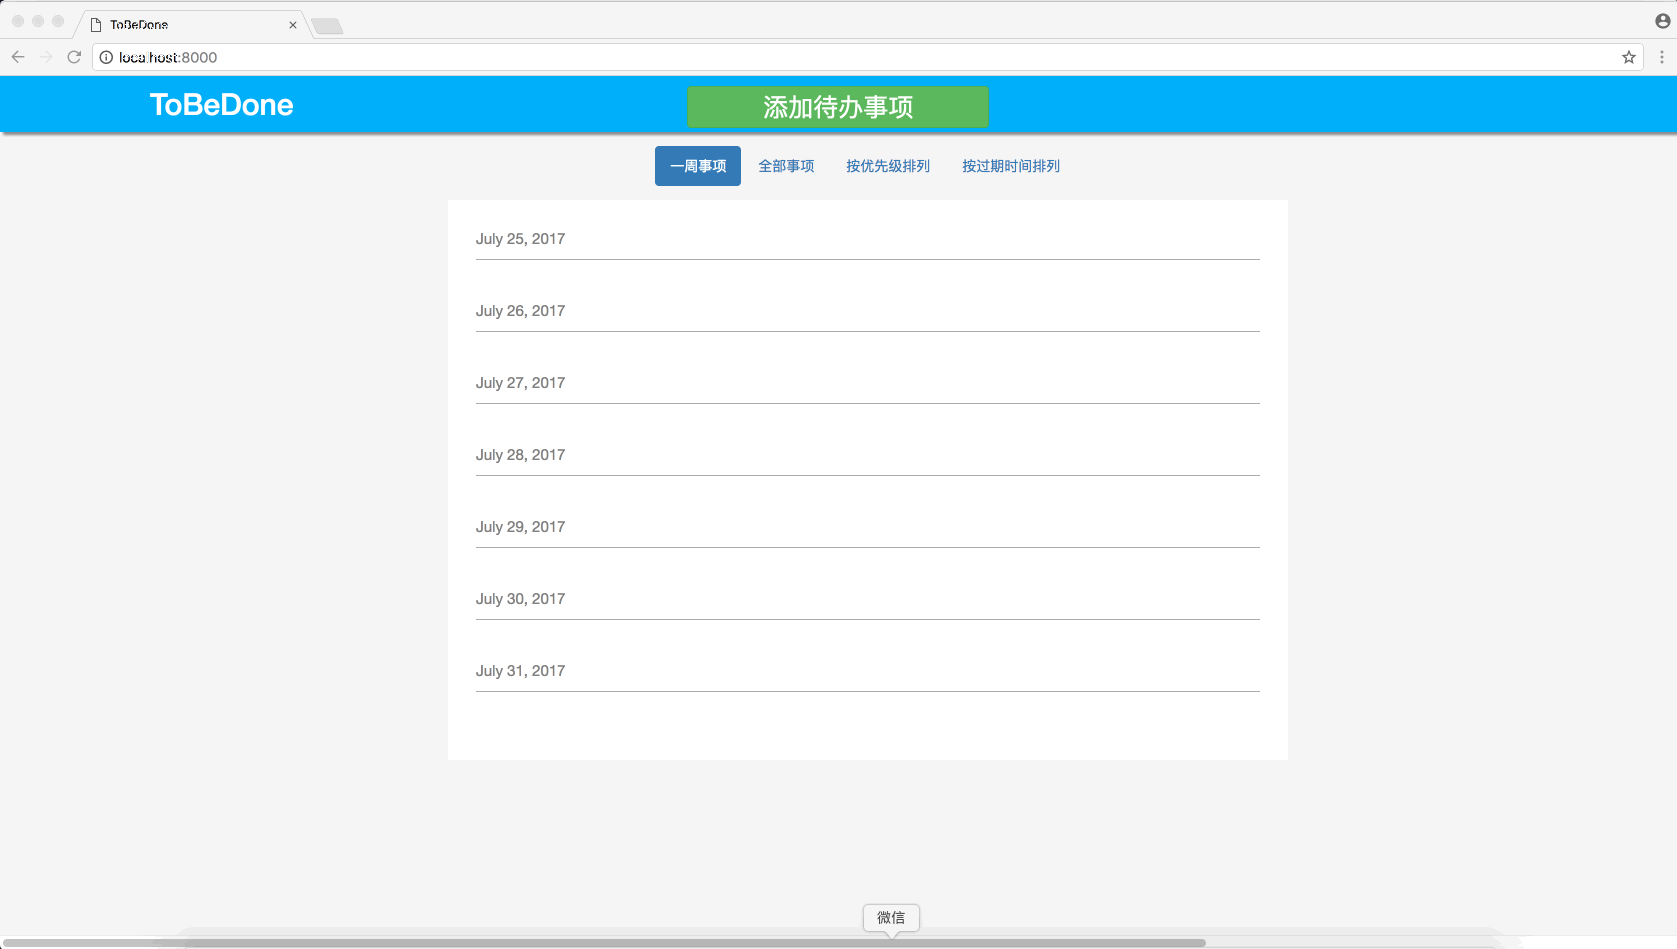 ToBeDone
localhost:8000
ToBeDone
添加待办事项
一周事项 全部事项 按优先级排列 按过期时间排列
July 25, 2017
July 26, 2017
July 27, 2017
July 28, 2017
July 29, 2017
July 30, 2017
July 31, 2017
微信